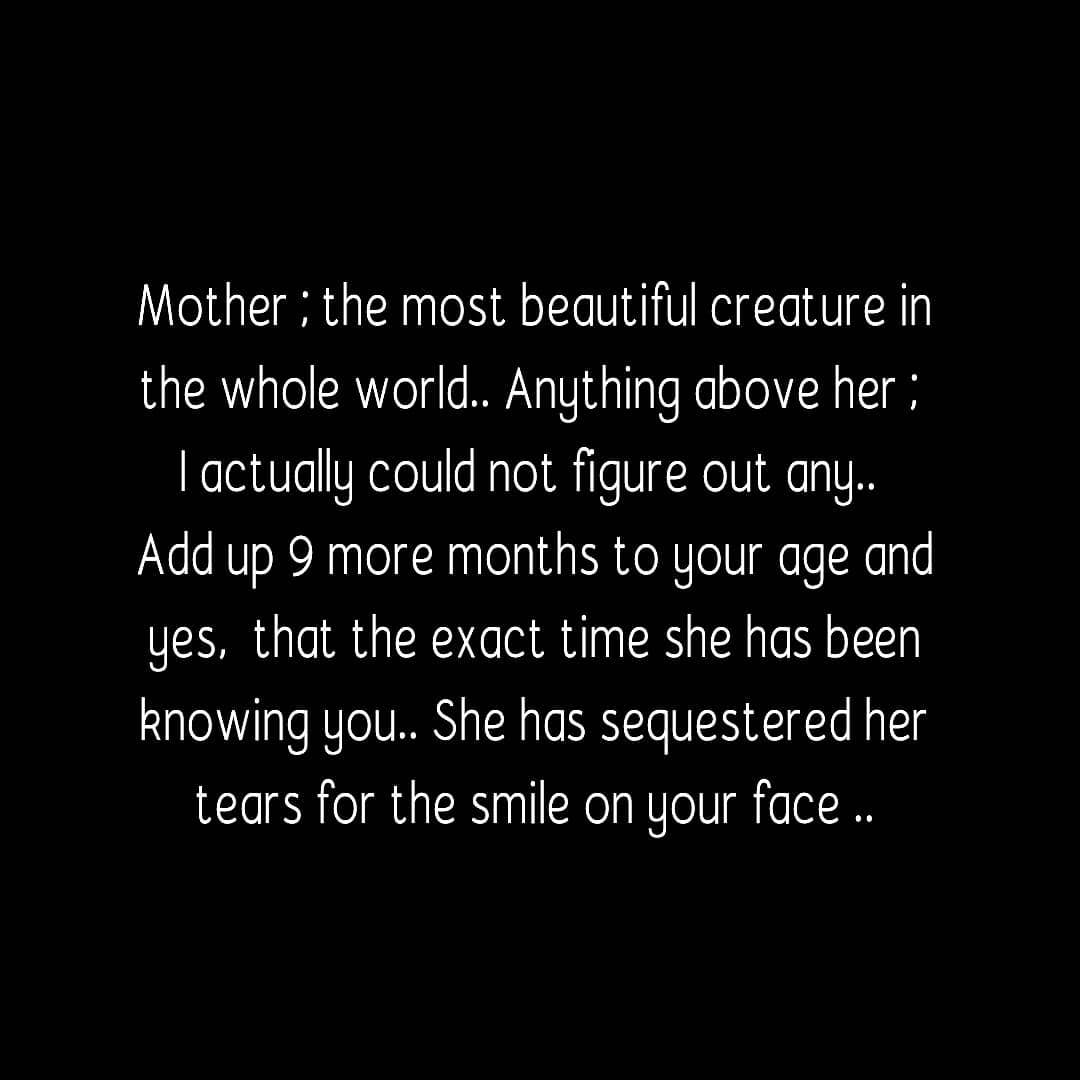 Mother ; the most beautiful creature in
the whole world.. Anything above her ;
I actually could not figure out any..
Add up 9 more months to your age and
yes,  that the exact time she has been
knowing you.. She has sequestered her
tears for the smile on your face ..